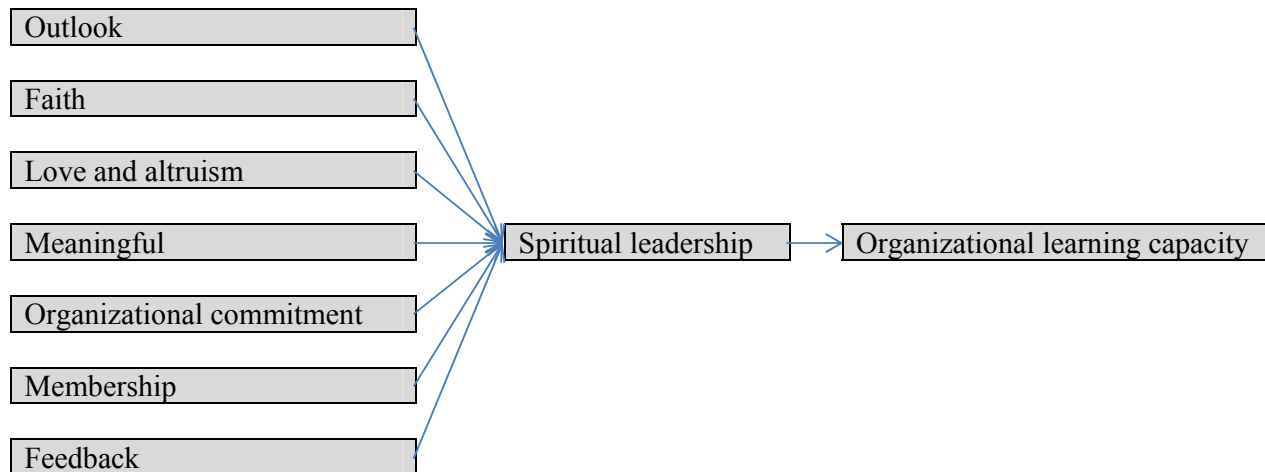 Outlook
Faith
Love and altruism
Meaningful
Spiritual leadership
Organizational learning capacity
Organizational commitment
Membership
Feedback